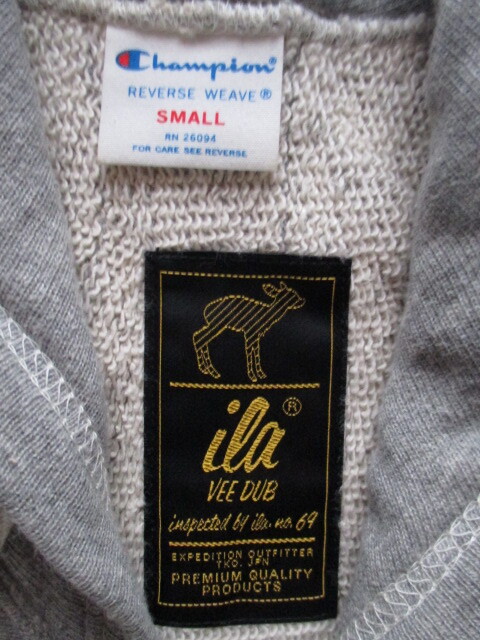 Champion®
REVERSE WEAVE®
SMALL
RN 26094
FOR CARE SEE REVERSE
ila®
VEE DUB
inspected by ila. no. 69
EXPEDITION OUTFITTER
TKO. JPN
PREMIUM QUALITY
PRODUCTS